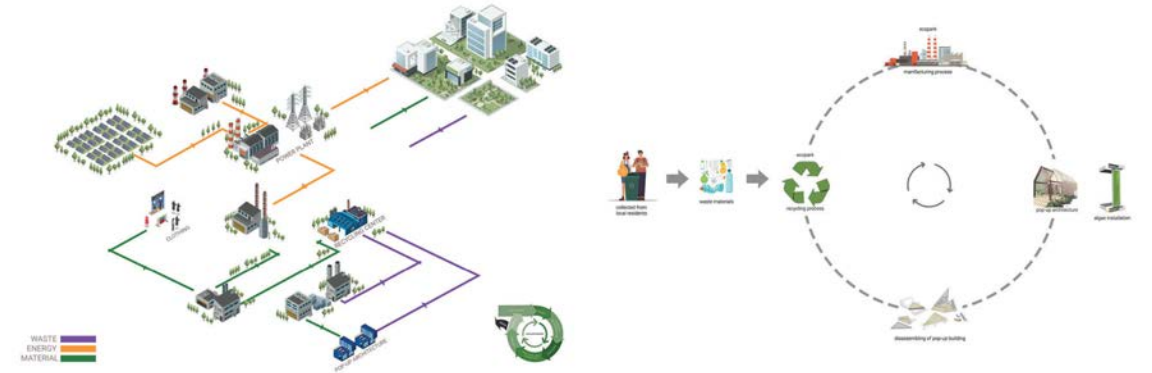 POWER PLANT
CLOTHING
RECYCLING CENTER
POP-UP ARCHITECTURE
WASTE
ENERGY
MATERIAL
collected from
local residents
waste materials
ecopark
recycling process
ecopark
manfacturing process
pop-up architecture
algae installation
disassembling of pop-up building